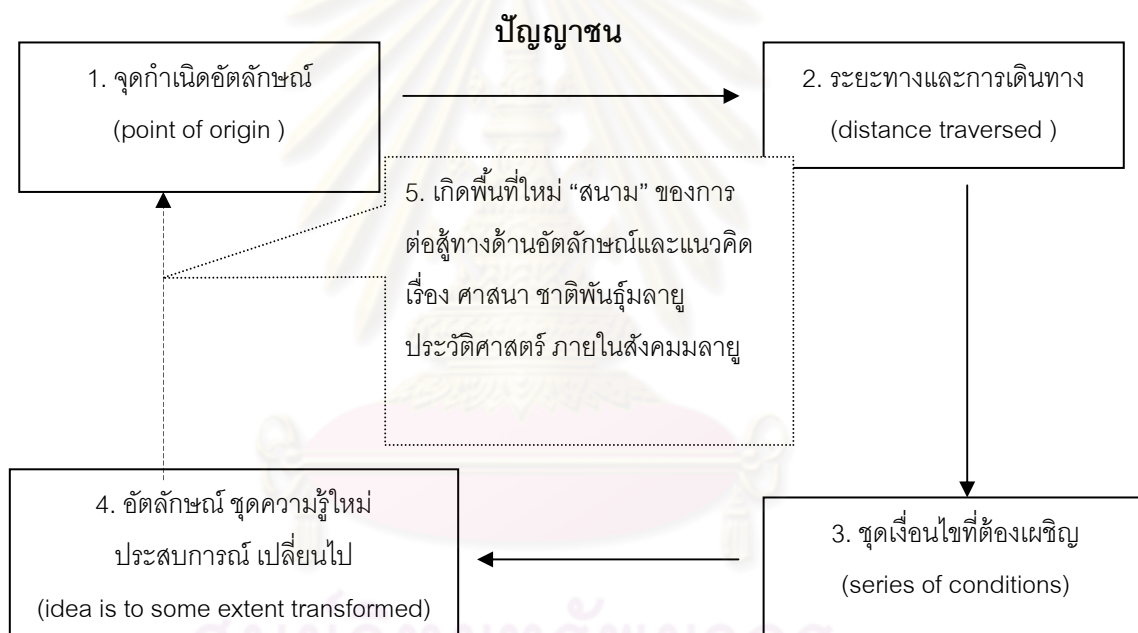 ปัญญาชน
1. จุดกำเนิดอัตลักษณ์
(point of origin )
2. ระยะทางและการเดินทาง
(distance traversed )
5. เกิดพื้นที่ใหม่ “สนาม” ของการ
ต่อสู้ทางด้านอัตลักษณ์และแนวคิด
เรื่อง ศาสนา ชาติพันธุ์มลายู
ประวัติศาสตร์ ภายในสังคมมลายู
4. อัตลักษณ์ ชุดความรู้ใหม่
ประสบการณ์ เปลี่ยนไป
(idea is to some extent transformed)
3. ชุดเงื่อนไขที่ต้องเผชิญ
(series of conditions)